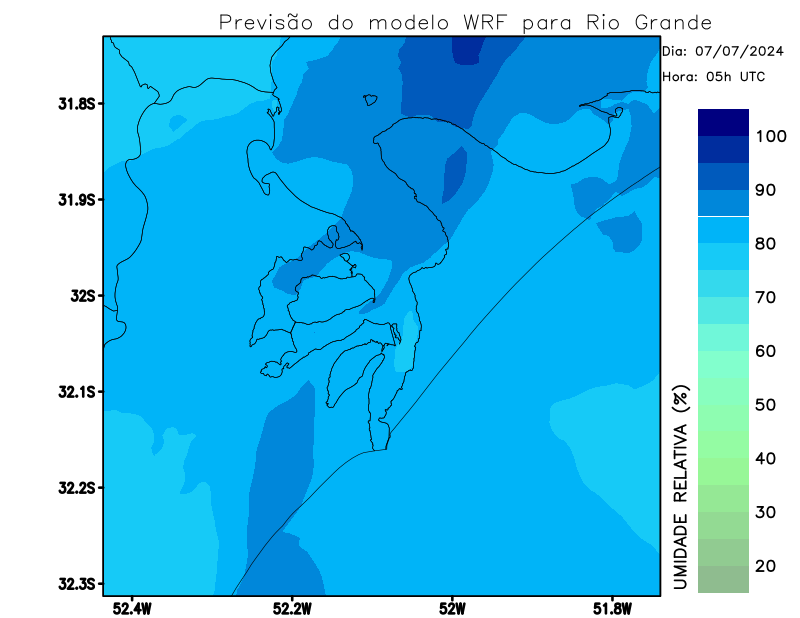 Previsão do modelo WRF para Rio Grande
Dia: 07/07/2024
Hora: 05h UTC
31.8S
31.9S
32S
32.1S
32.2S
32.3S
52.4W
52.2W
52W
51.8W
UMIDADE RELATIVA (%)
100
90
80
70
60
50
40
30
20